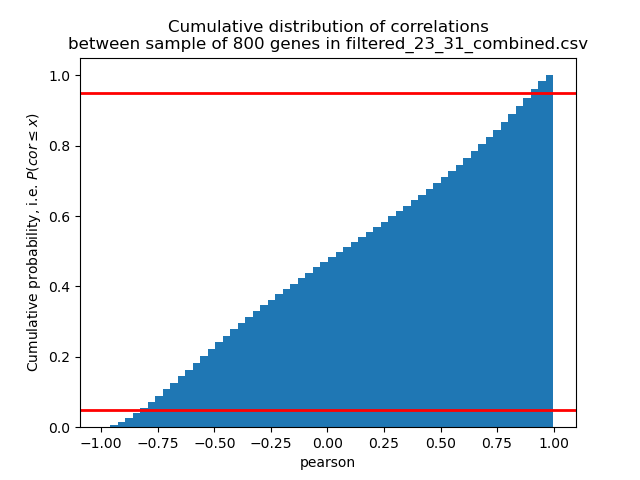 Cumulative distribution of correlations
between sample of 800 genes in filtered_23_31_combined.csv
Cumulative probability, i.e. P(cor ≤ x)
1.0
0.8
0.6
0.4
0.2
0.0
−1.00 −0.75 −0.50 −0.25 0.00 0.25 0.50 0.75 1.00
pearson